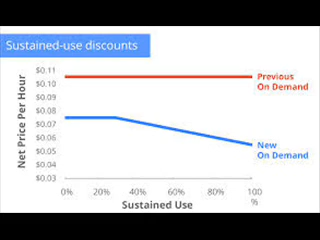 Sustained-use discounts
$0.11
$0.10
$0.09
$0.08
$0.07
$0.06
$0.05
$0.04
$0.03
Net Price Per Hour
Previous
On Demand
New
On Demand
0% 20% 40% 60% 80% 100
%
Sustained Use